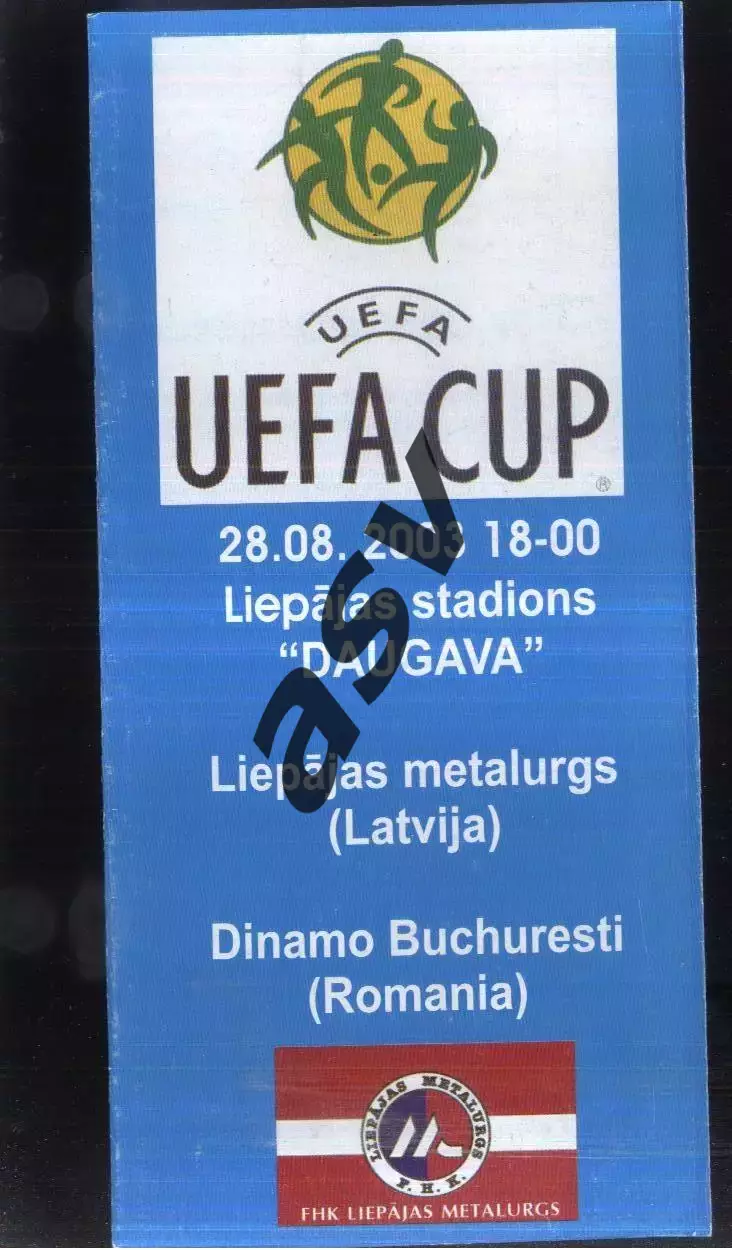 UEFA
UEFA CUP
®
28.08. 2003 18-00
Liepājas stadions
“DAUGAVA”
asv
Liepājas metalurgs
(Latvija)
Dinamo Buchuresti
(Romania)
LIEPĀJAS METALURGS
F.H.K.
FHK LIEPĀJAS METALURGS